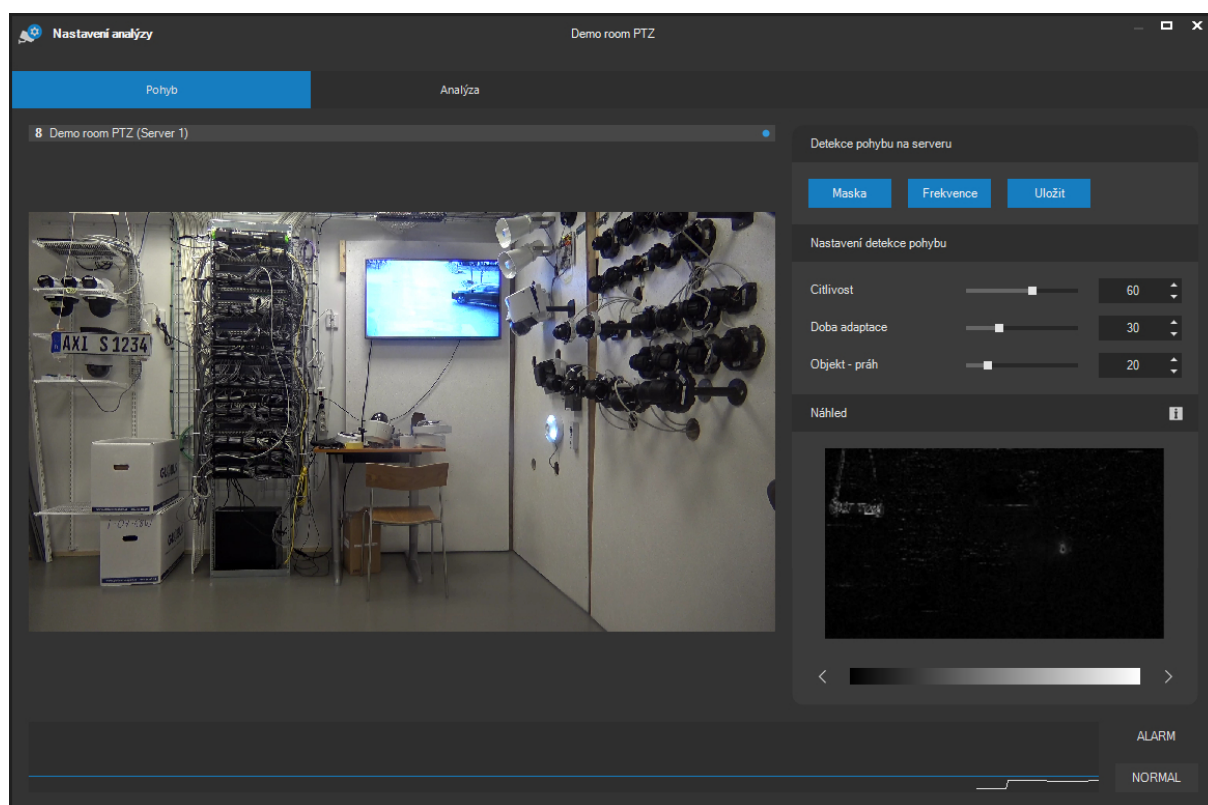 Nastavení analýzy
Demo room PTZ
Pohyb
Analýza
8 Demo room PTZ (Server 1)
Detekce pohybu na serveru
Maska
Frekvence
Uložit
Nastavení detekce pohybu
Citlivost 60
Doba adaptace 30
Objekt - práh 20
Náhled
AXI S 1234
ALARM
NORMAL